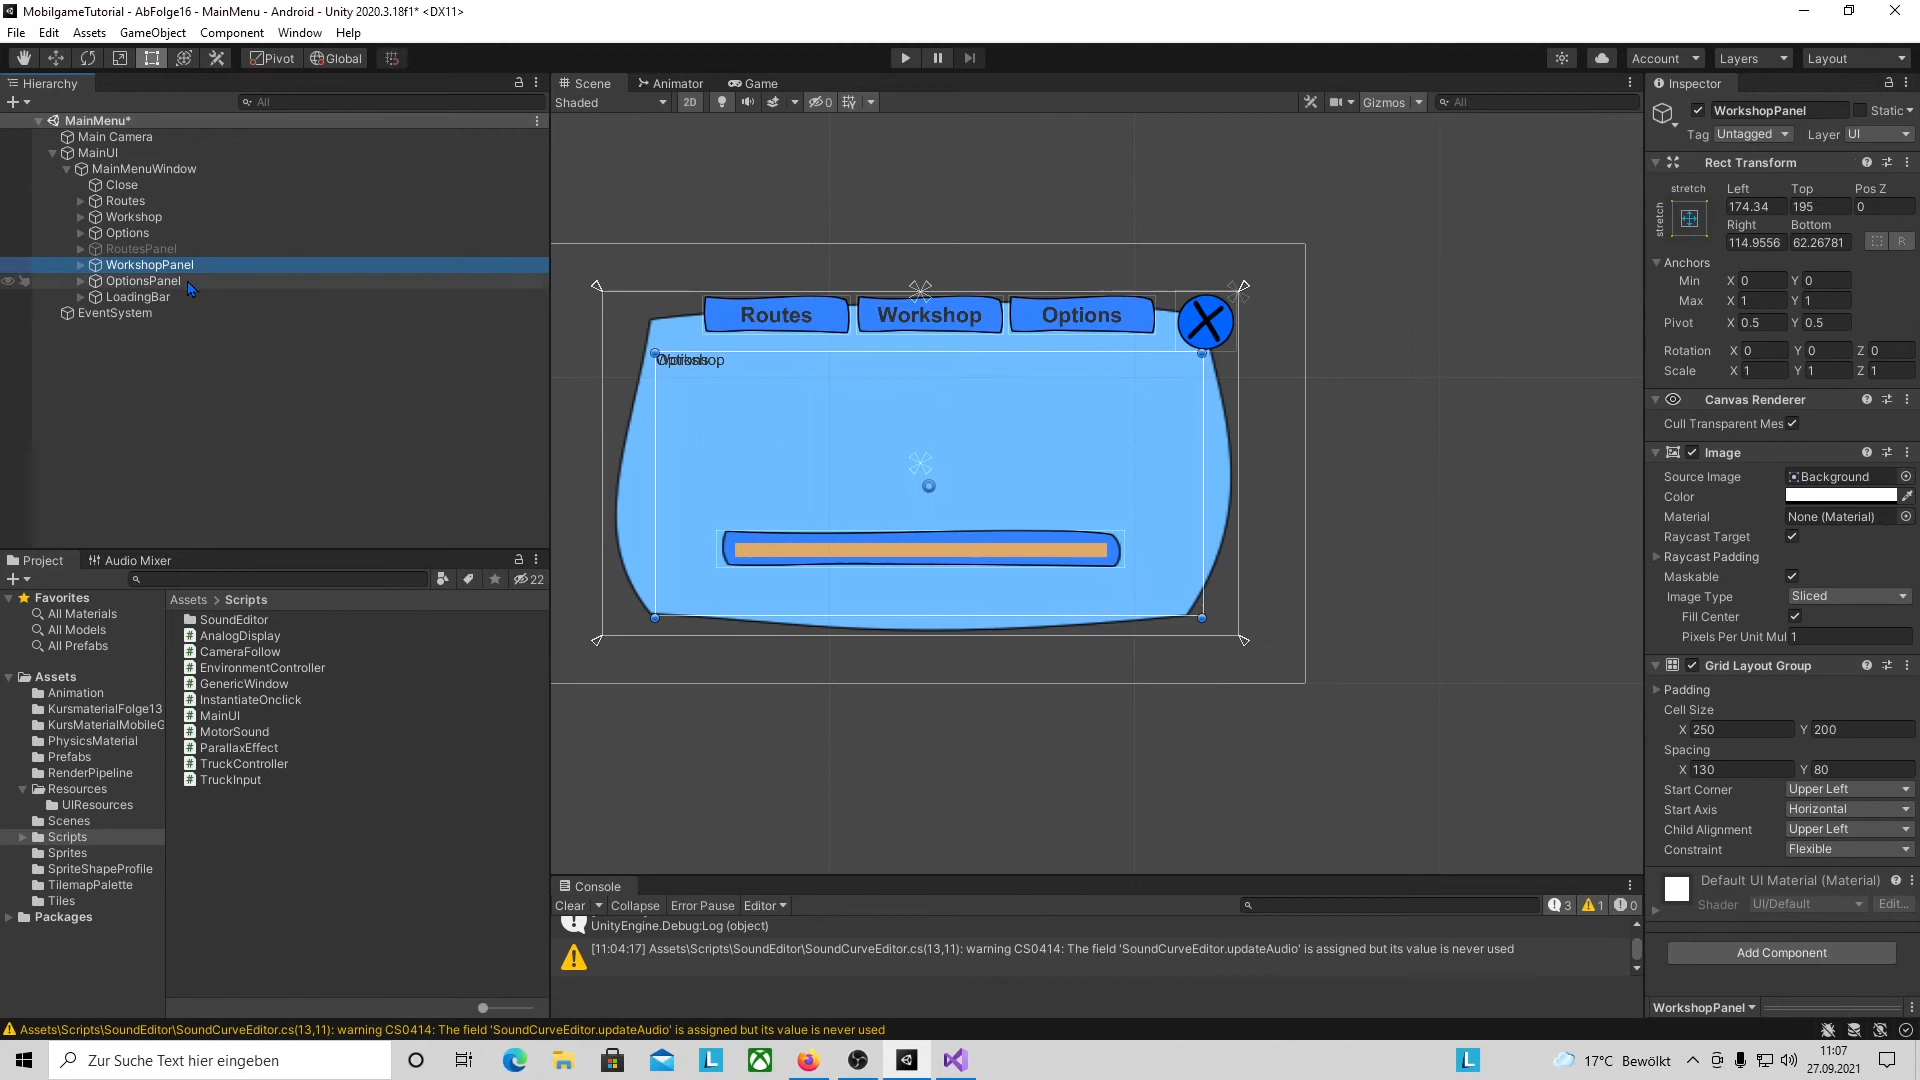 MobilgameTutorial - AbFolge16 - MainMenu - Android - Unity 2020.3.18f1* <DX11>
File Edit Assets GameObject Component Window Help
Pivot Global Account Layers Layout
Hierarchy
All
MainMenu*
Main Camera
MainUI
MainMenuWindow
Close
Routes
Workshop
Options
RoutesPanel
WorkshopPanel
OptionsPanel
LoadingBar
EventSystem
Scene Animator Game
Shaded 2D 0 Gizmos All
Routes Workshop Options
Workshop
Inspector
WorkshopPanel Static
Tag Untagged Layer UI
Rect Transform
stretch Left Top Pos Z
174.34 195 0
stretch
Right Bottom
114.9556 62.26781 R
Anchors
Min X 0 Y 0
Max X 1 Y 1
Pivot X 0.5 Y 0.5
Rotation X 0 Y 0 Z 0
Scale X 1 Y 1 Z 1
Canvas Renderer
Cull Transparent Mes
Image
Source Image Background
Color
Material None (Material)
Raycast Target
Raycast Padding
Maskable
Image Type Sliced
Fill Center
Pixels Per Unit Mul 1
Grid Layout Group
Padding
Cell Size
X 250 Y 200
Spacing
X 130 Y 80
Start Corner Upper Left
Start Axis Horizontal
Child Alignment Upper Left
Constraint Flexible
Default UI Material (Material)
Shader UI/Default Edit...
Add Component
WorkshopPanel
Project Audio Mixer
22
Favorites
All Materials
All Models
All Prefabs
Assets
Animation
KursmaterialFolge13
KursMaterialMobileG
PhysicsMaterial
Prefabs
RenderPipeline
Resources
UIResources
Scenes
Scripts
Sprites
SpriteShapeProfile
TilemapPalette
Tiles
Packages
Assets > Scripts
SoundEditor
AnalogDisplay
CameraFollow
EnvironmentController
GenericWindow
InstantiateOnclick
MainUI
MotorSound
ParallaxEffect
TruckController
TruckInput
Console
Clear Collapse Error Pause Editor 3 1 0
UnityEngine.Debug:Log (object)
[11:04:17] Assets\Scripts\SoundEditor\SoundCurveEditor.cs(13,11): warning CS0414: The field 'SoundCurveEditor.updateAudio' is assigned but its value is never used
Assets\Scripts\SoundEditor\SoundCurveEditor.cs(13,11): warning CS0414: The field 'SoundCurveEditor.updateAudio' is assigned but its value is never used
Zur Suche Text hier eingeben
L
L
17°C Bewölkt
11:07
27.09.2021